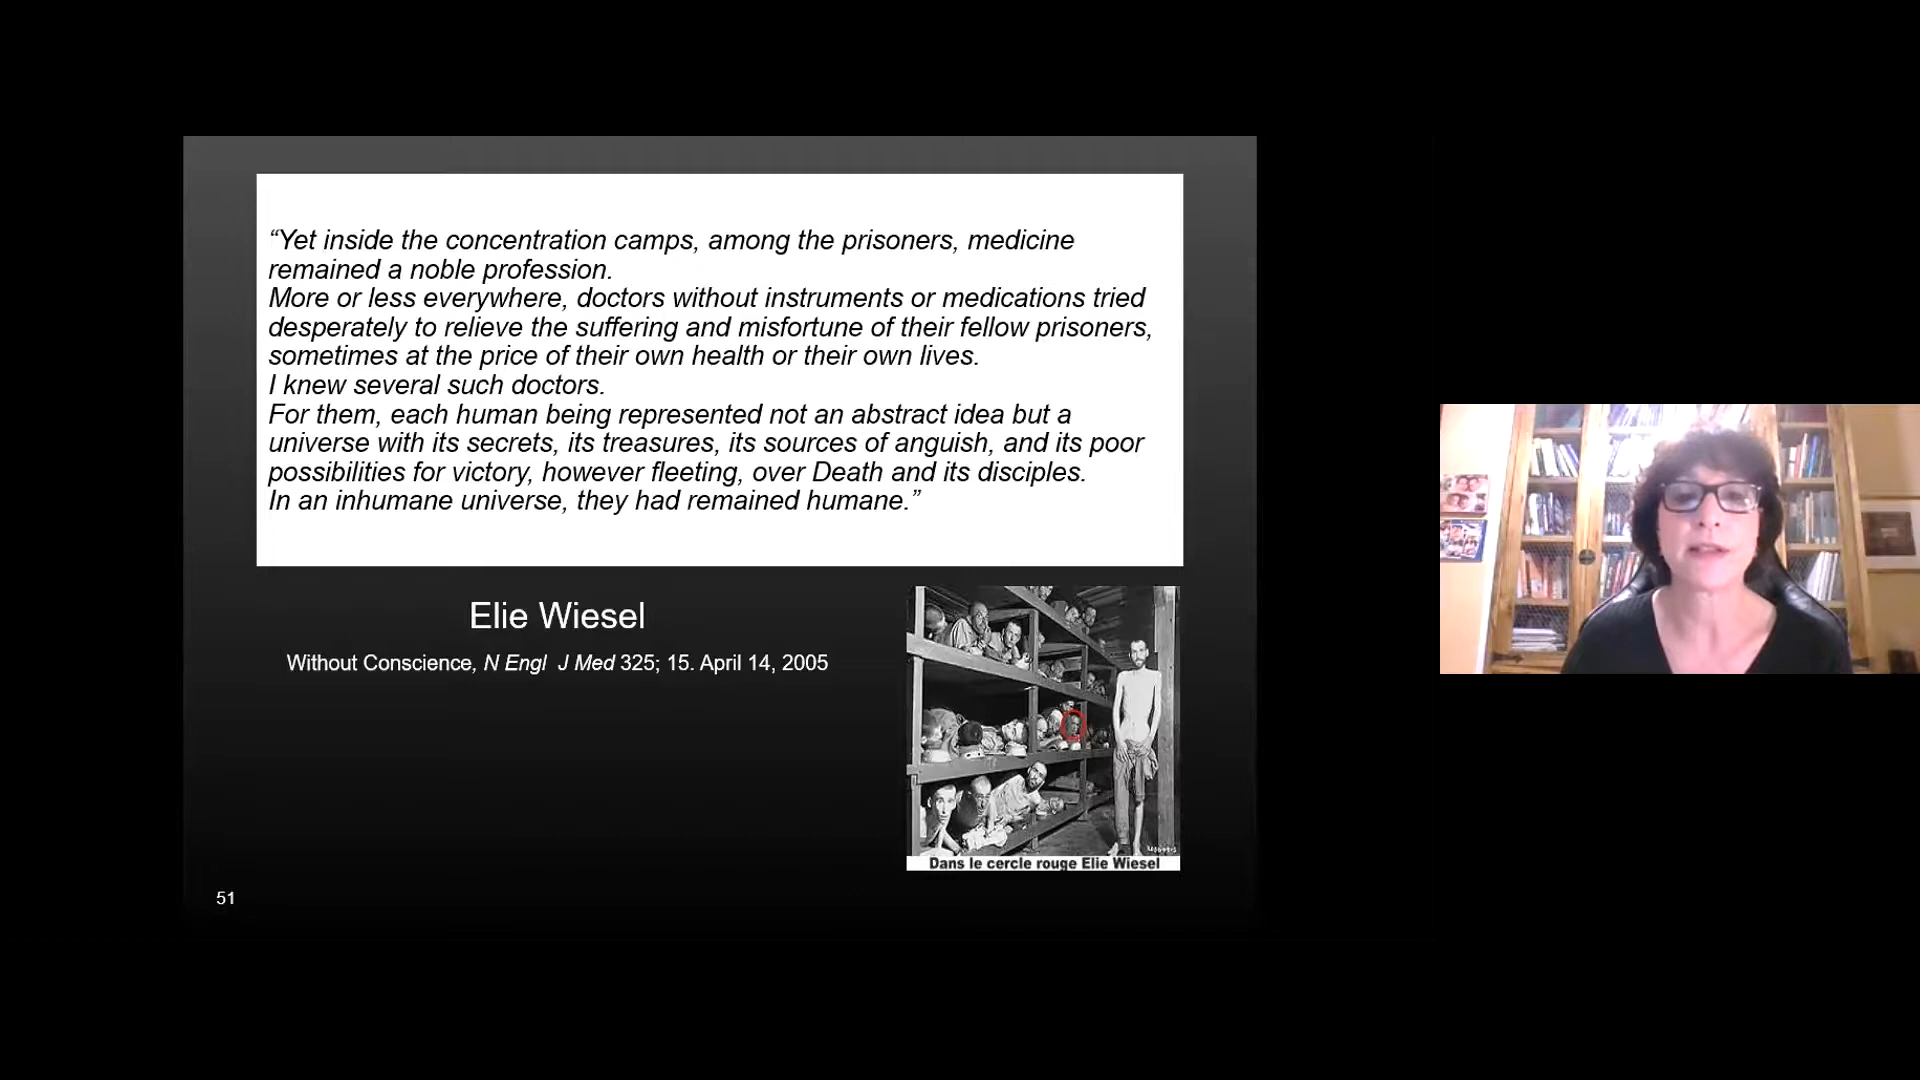 “Yet inside the concentration camps, among the prisoners, medicine
remained a noble profession.
More or less everywhere, doctors without instruments or medications tried
desperately to relieve the suffering and misfortune of their fellow prisoners,
sometimes at the price of their own health or their own lives.
I knew several such doctors.
For them, each human being represented not an abstract idea but a
universe with its secrets, its treasures, its sources of anguish, and its poor
possibilities for victory, however fleeting, over Death and its disciples.
In an inhumane universe, they had remained humane.”
Elie Wiesel
Without Conscience, N Engl J Med 325; 15. April 14, 2005
Dans le cercle rouge Elie Wiesel
51